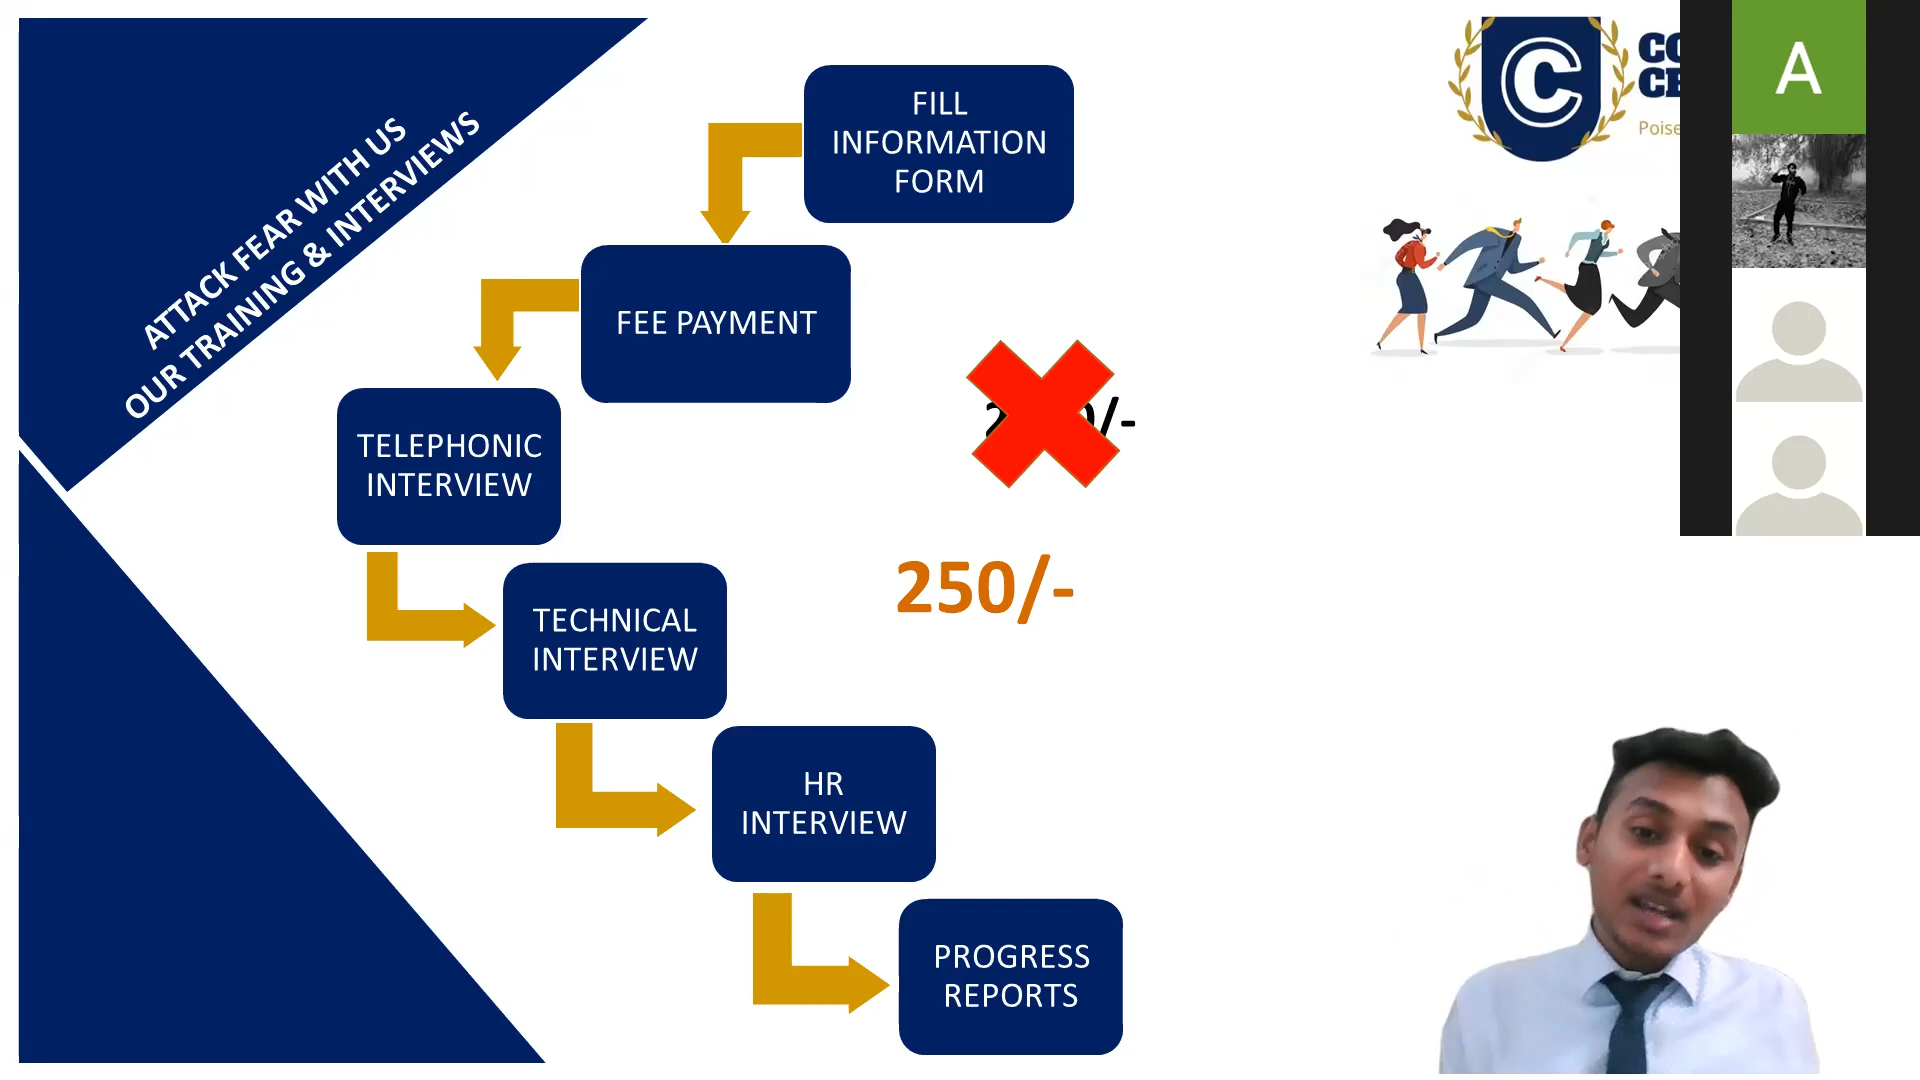 ATTACK FEAR WITH US
OUR TRAINING & INTERVIEWS
FILL
INFORMATION
FORM
FEE PAYMENT
TELEPHONIC
INTERVIEW
TECHNICAL
INTERVIEW
HR
INTERVIEW
PROGRESS
REPORTS
250/-
C
A